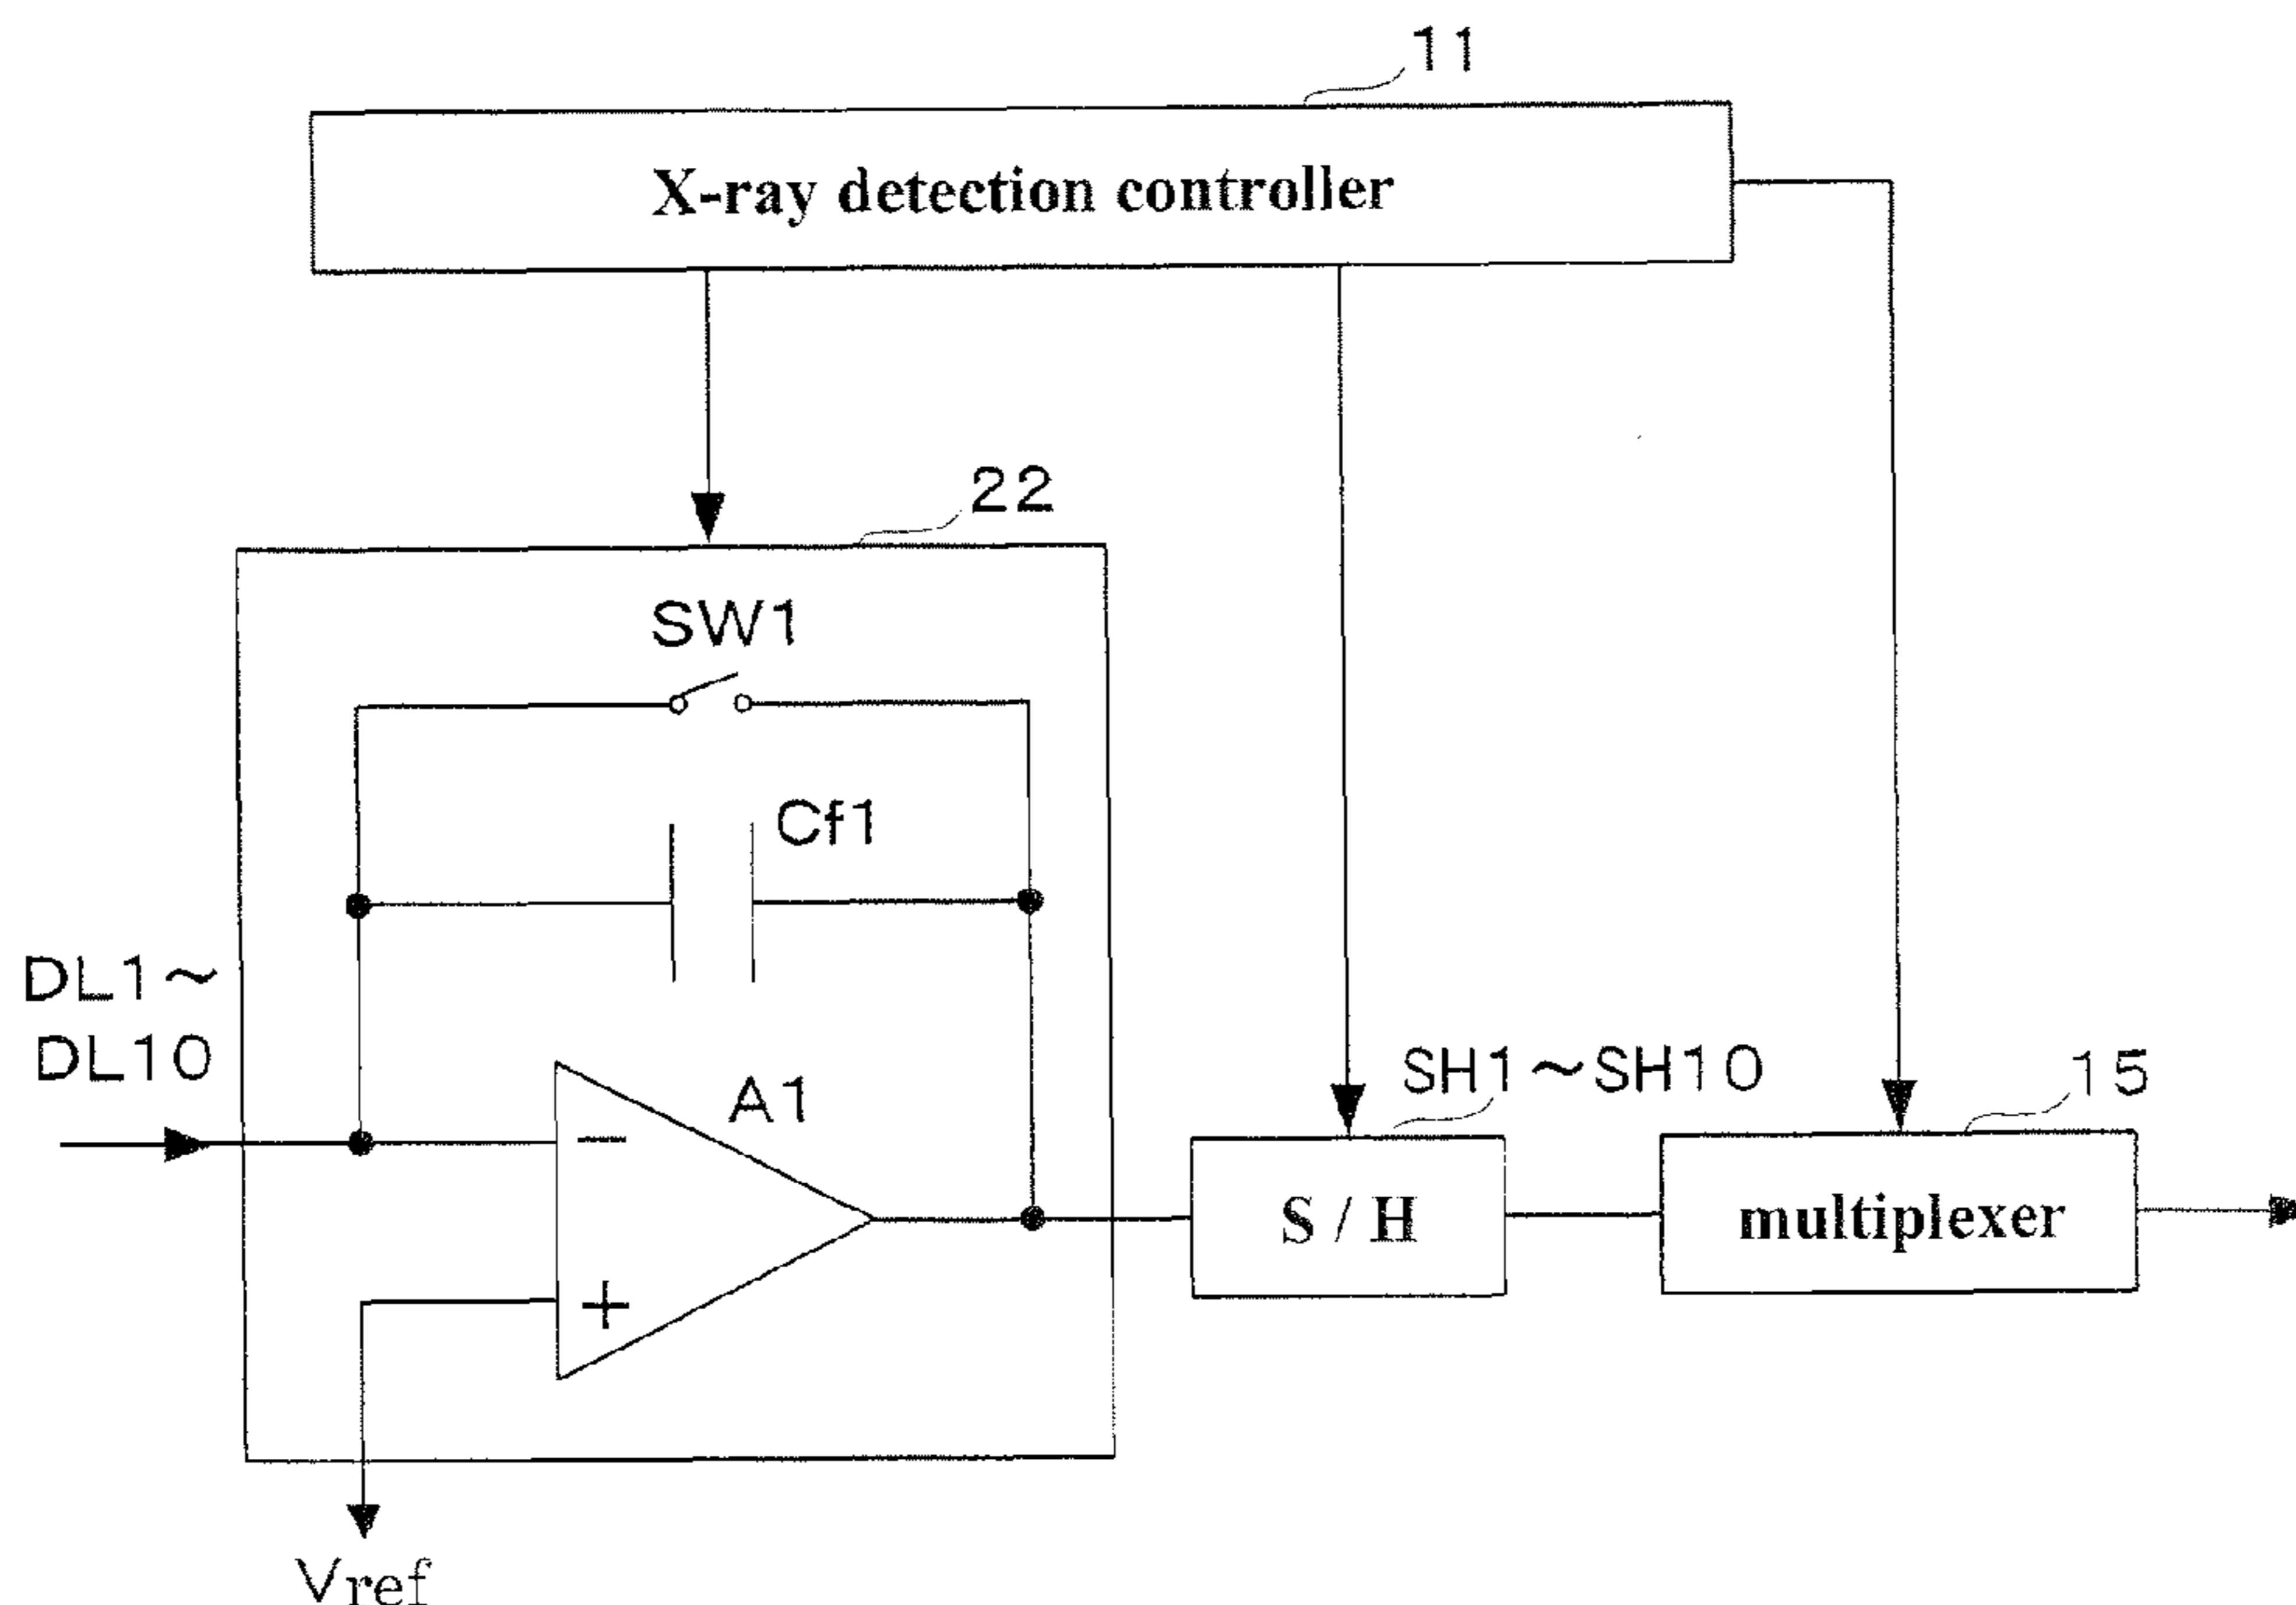 11
X-ray detection controller
22
SW1
Cf1
DL1~
DL10
A1
−
+
SH1~SH10
15
S / H
multiplexer
Vref